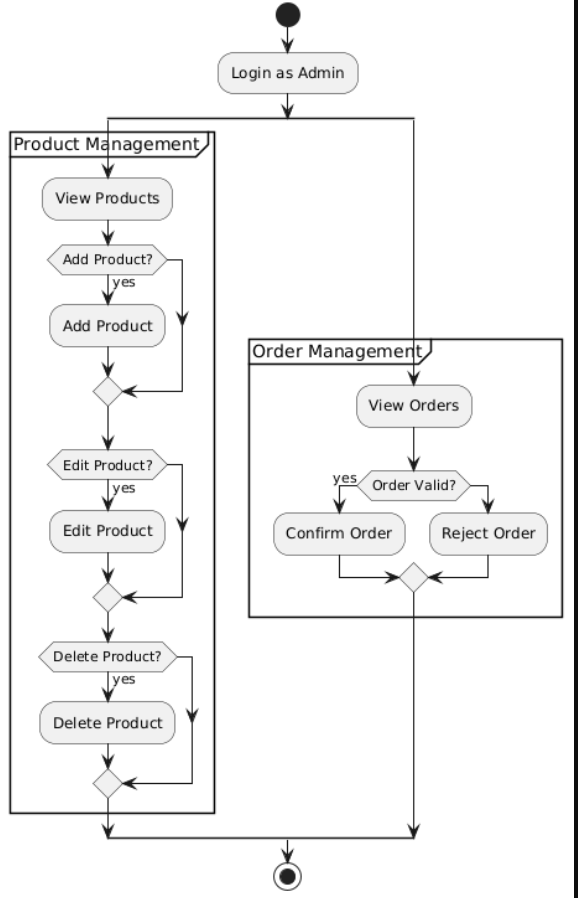 Login as Admin
Product Management
View Products
Add Product?
yes
Add Product
Edit Product?
yes
Edit Product
Delete Product?
yes
Delete Product
Order Management
View Orders
Order Valid?
yes
Confirm Order
Reject Order